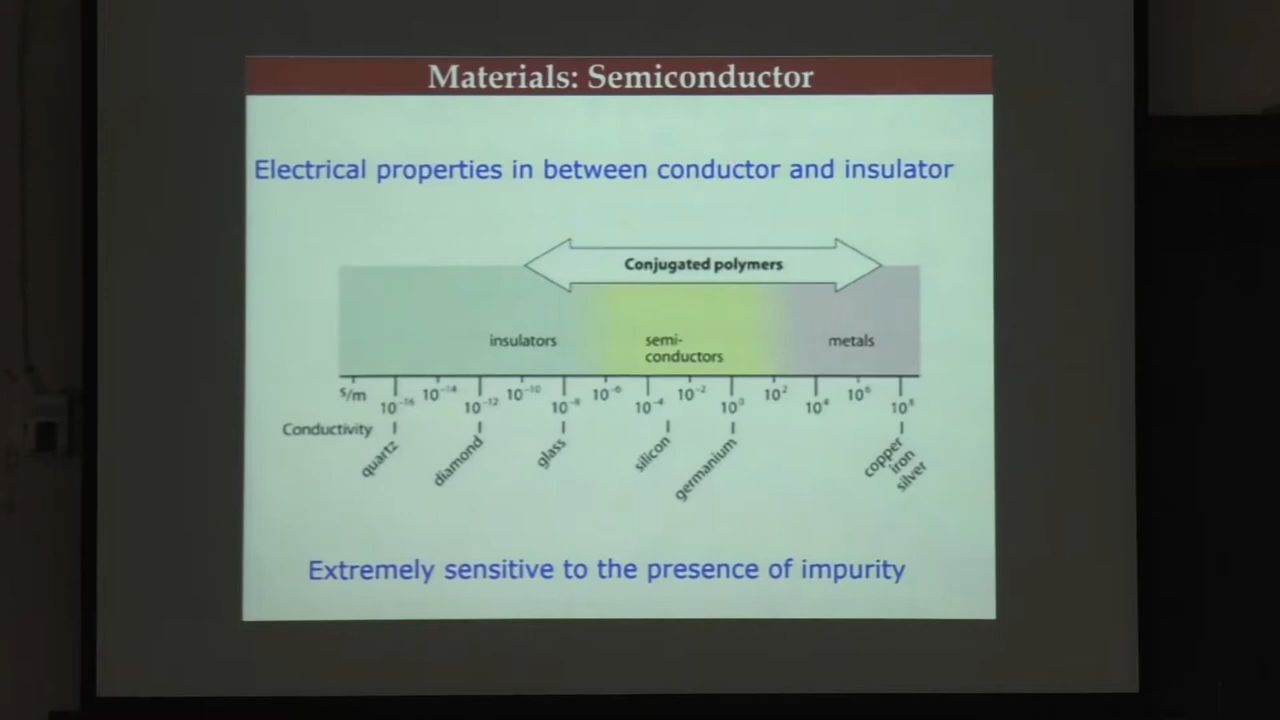 Materials: Semiconductor
Electrical properties in between conductor and insulator
Conjugated polymers
insulators
semi-
conductors
metals
S/m
10⁻¹⁶ 10⁻¹⁴ 10⁻¹² 10⁻¹⁰ 10⁻⁸ 10⁻⁶ 10⁻⁴ 10⁻² 10⁰ 10² 10⁴ 10⁶ 10⁸
Conductivity
quartz
diamond
glass
silicon
germanium
copper
iron
silver
Extremely sensitive to the presence of impurity